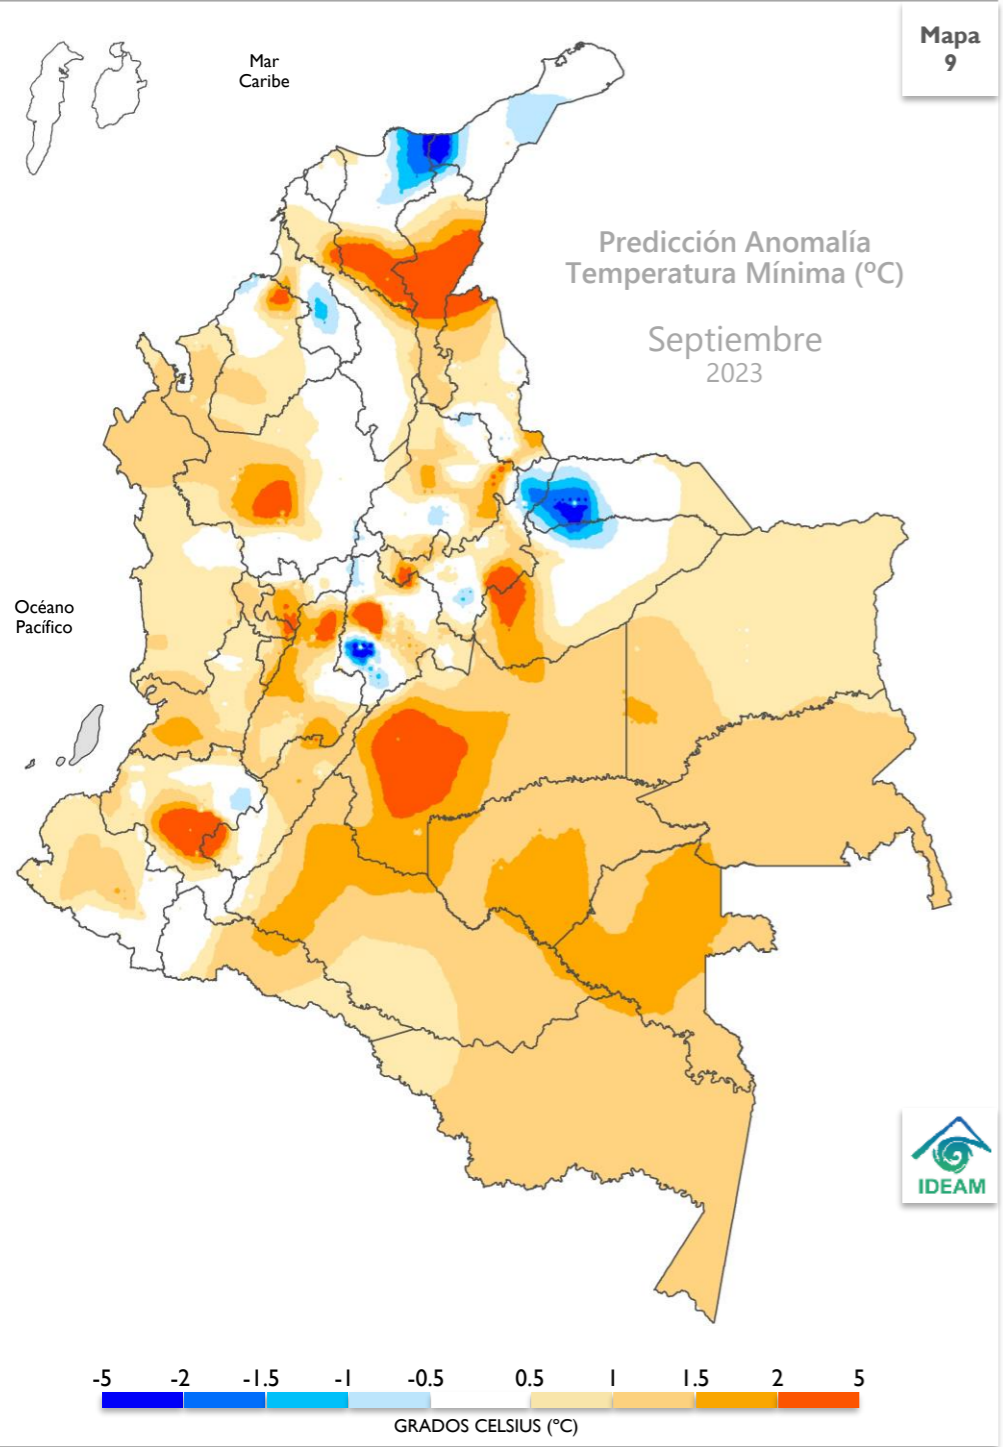 Mapa
9
Mar
Caribe
Predicción Anomalía
Temperatura Mínima (ºC)
Septiembre
2023
Océano
Pacífico
IDEAM
-5 -2 -1.5 -1 -0.5 0.5 1 1.5 2 5
GRADOS CELSIUS (ºC)